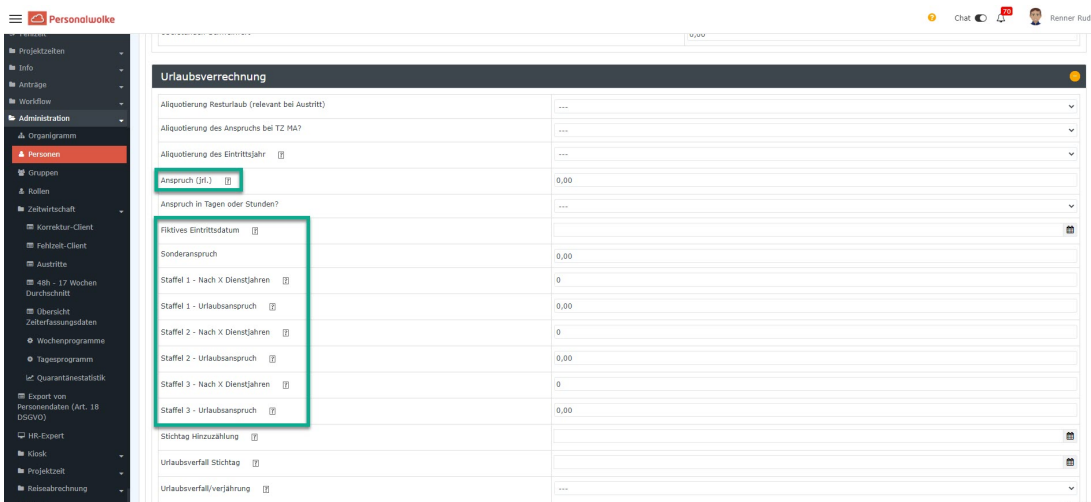 Personalwolke
Chat
70
Renner Rud
Fehlzeit
Projektzeiten
Info
Anträge
Workflow
Administration
Organigramm
Personen
Gruppen
Rollen
Zeitwirtschaft
Korrektur-Client
Fehlzeit-Client
Austritte
48h - 17 Wochen
Durchschnitt
Übersicht
Zeiterfassungsdaten
Wochenprogramme
Tagesprogramm
Quarantänestatistik
Export von
Personendaten (Art. 18
DSGVO)
HR-Expert
Kiosk
Projektzeit
Reiseabrechnung
0,00
Urlaubsverrechnung
Aliquotierung Resturlaub (relevant bei Austritt) ---
Aliquotierung des Anspruchs bei TZ MA? ---
Aliquotierung des Eintrittsjahr ---
Anspruch (jrl.) 0,00
Anspruch in Tagen oder Stunden? ---
Fiktives Eintrittsdatum
Sonderanspruch 0,00
Staffel 1 - Nach X Dienstjahren 0
Staffel 1 - Urlaubsanspruch 0,00
Staffel 2 - Nach X Dienstjahren 0
Staffel 2 - Urlaubsanspruch 0,00
Staffel 3 - Nach X Dienstjahren 0
Staffel 3 - Urlaubsanspruch 0,00
Stichtag Hinzuzählung
Urlaubsverfall Stichtag
Urlaubsverfall/verjährung ---